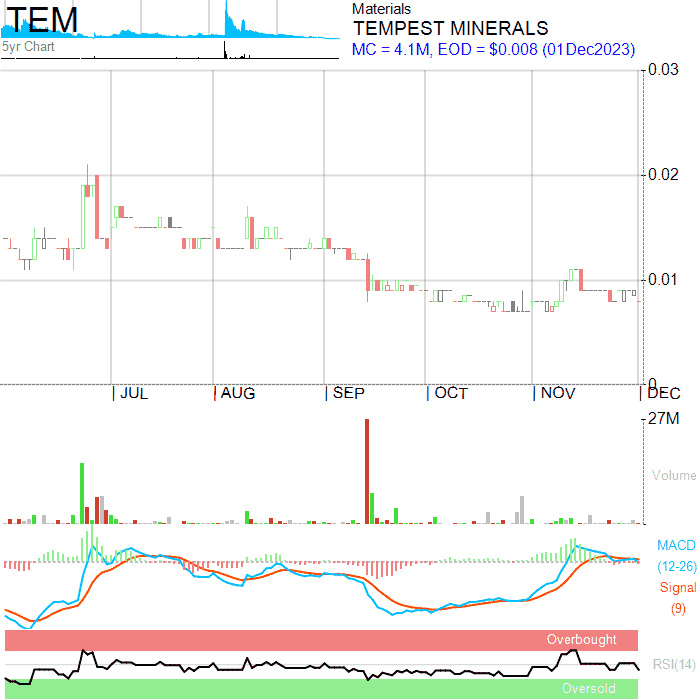 TEM
5yr Chart
Materials
TEMPEST MINERALS
MC = 4.1M, EOD = $0.008 (01Dec2023)
0.03
0.02
0.01
0
JUL AUG SEP OCT NOV DEC
27M
Volume
MACD
(12-26)
Signal
(9)
Overbought
RSI(14)
Oversold